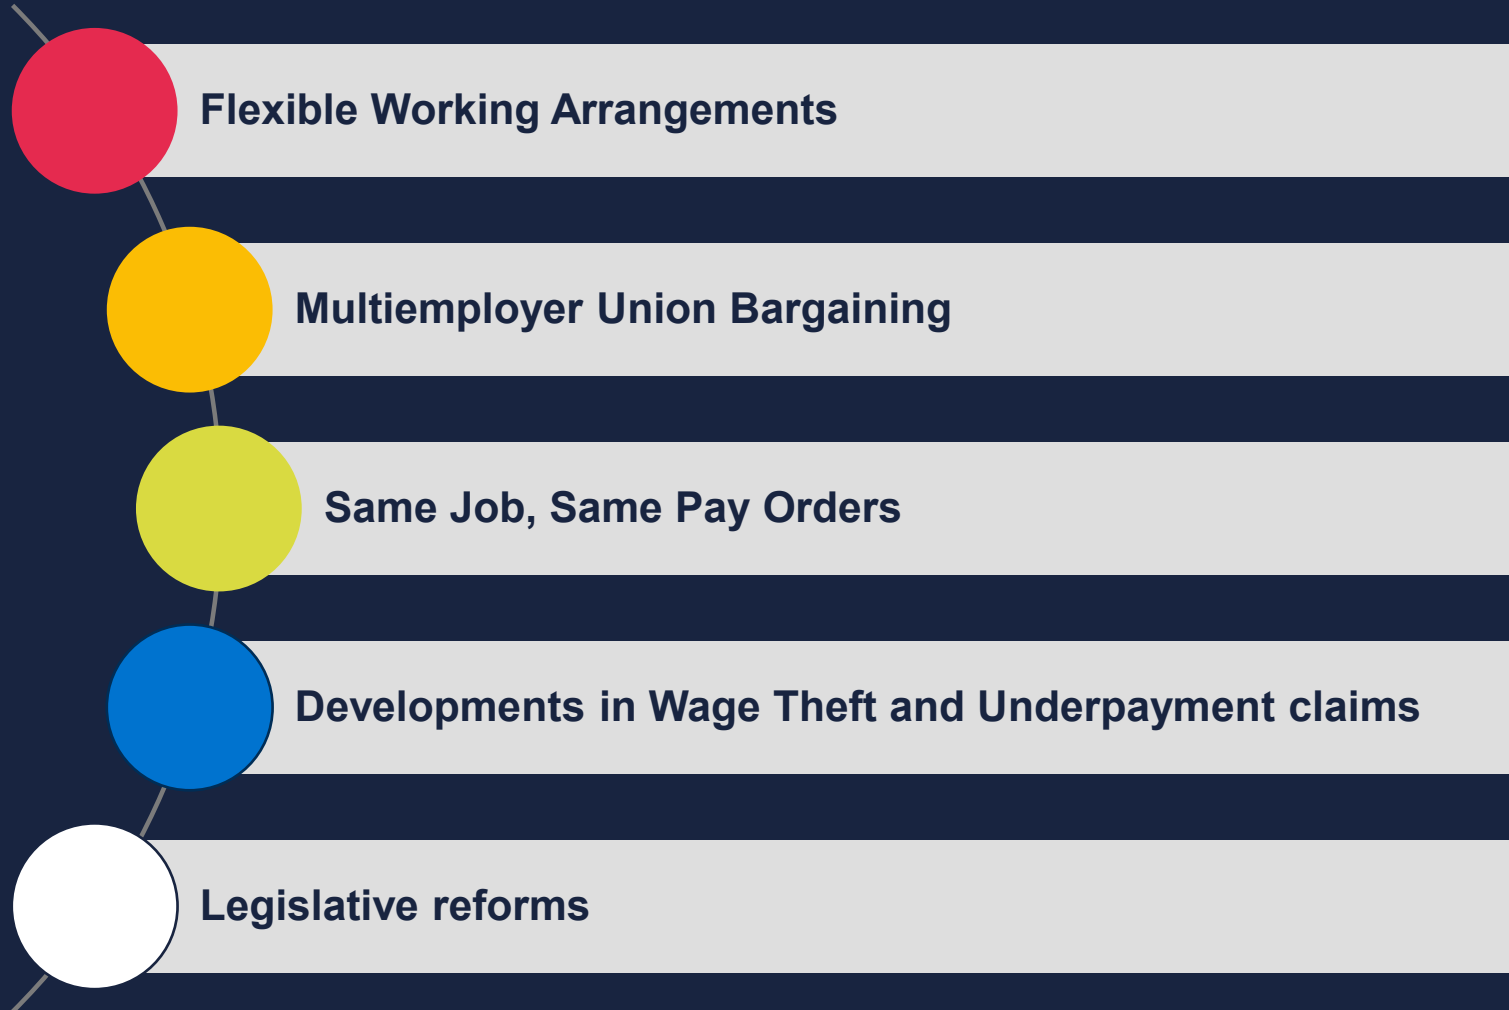 Flexible Working Arrangements
Multiemployer Union Bargaining
Same Job, Same Pay Orders
Developments in Wage Theft and Underpayment claims
Legislative reforms